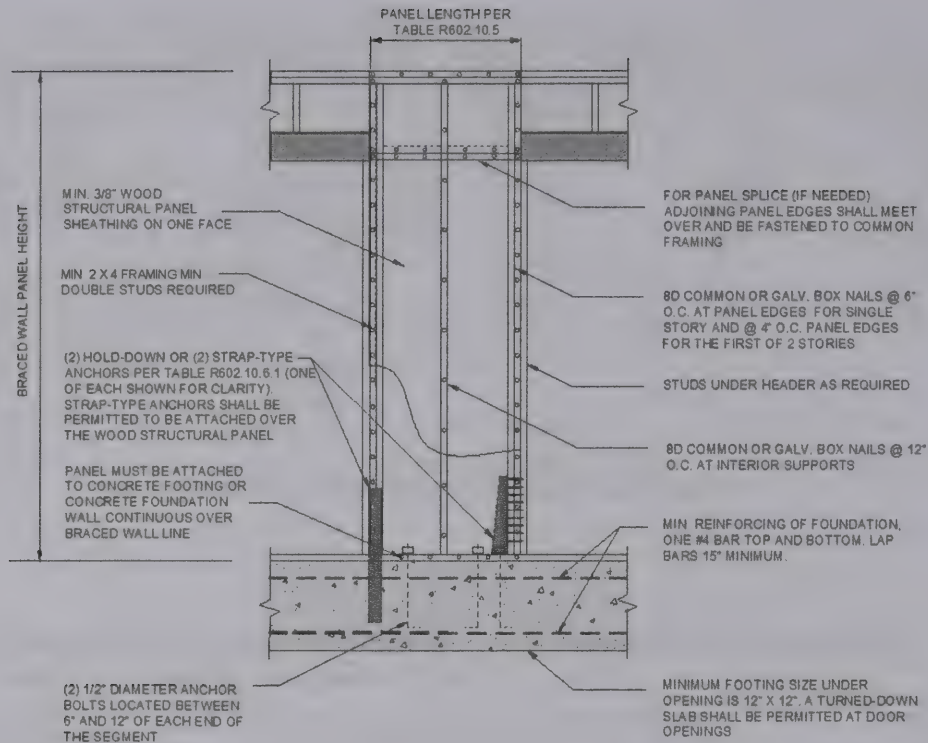 PANEL LENGTH PER
TABLE R602.10.5
BRACED WALL PANEL HEIGHT
MIN. 3/8" WOOD
STRUCTURAL PANEL
SHEATHING ON ONE FACE
MIN 2 X 4 FRAMING MIN
DOUBLE STUDS REQUIRED
(2) HOLD-DOWN OR (2) STRAP-TYPE
ANCHORS PER TABLE R602.10.6.1 (ONE
OF EACH SHOWN FOR CLARITY).
STRAP-TYPE ANCHORS SHALL BE
PERMITTED TO BE ATTACHED OVER
THE WOOD STRUCTURAL PANEL
PANEL MUST BE ATTACHED
TO CONCRETE FOOTING OR
CONCRETE FOUNDATION
WALL CONTINUOUS OVER
BRACED WALL LINE
(2) 1/2" DIAMETER ANCHOR
BOLTS LOCATED BETWEEN
6" AND 12" OF EACH END OF
THE SEGMENT
FOR PANEL SPLICE (IF NEEDED)
ADJOINING PANEL EDGES SHALL MEET
OVER AND BE FASTENED TO COMMON
FRAMING
8D COMMON OR GALV. BOX NAILS @ 6"
O.C. AT PANEL EDGES FOR SINGLE
STORY AND @ 4" O.C. PANEL EDGES
FOR THE FIRST OF 2 STORIES
STUDS UNDER HEADER AS REQUIRED
8D COMMON OR GALV. BOX NAILS @ 12"
O.C. AT INTERIOR SUPPORTS
MIN REINFORCING OF FOUNDATION,
ONE #4 BAR TOP AND BOTTOM. LAP
BARS 15" MINIMUM.
MINIMUM FOOTING SIZE UNDER
OPENING IS 12" X 12". A TURNED-DOWN
SLAB SHALL BE PERMITTED AT DOOR
OPENINGS